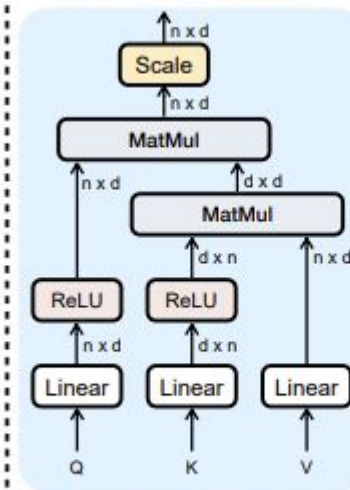 n x d
Scale
n x d
MatMul
n x d
d x d
MatMul
d x n
n x d
ReLU
ReLU
n x d
d x n
Linear
Linear
Linear
Q
K
V